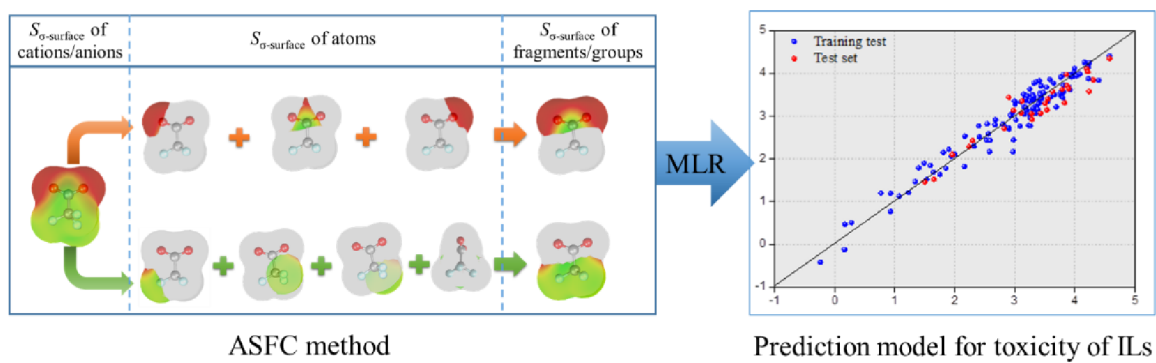 Sσ-surface of
cations/anions
Sσ-surface of atoms
Sσ-surface of
fragments/groups
MLR
Training test
Test set
5
4
3
2
1
0
-1
-1
0
1
2
3
4
5
ASFC method
Prediction model for toxicity of ILs